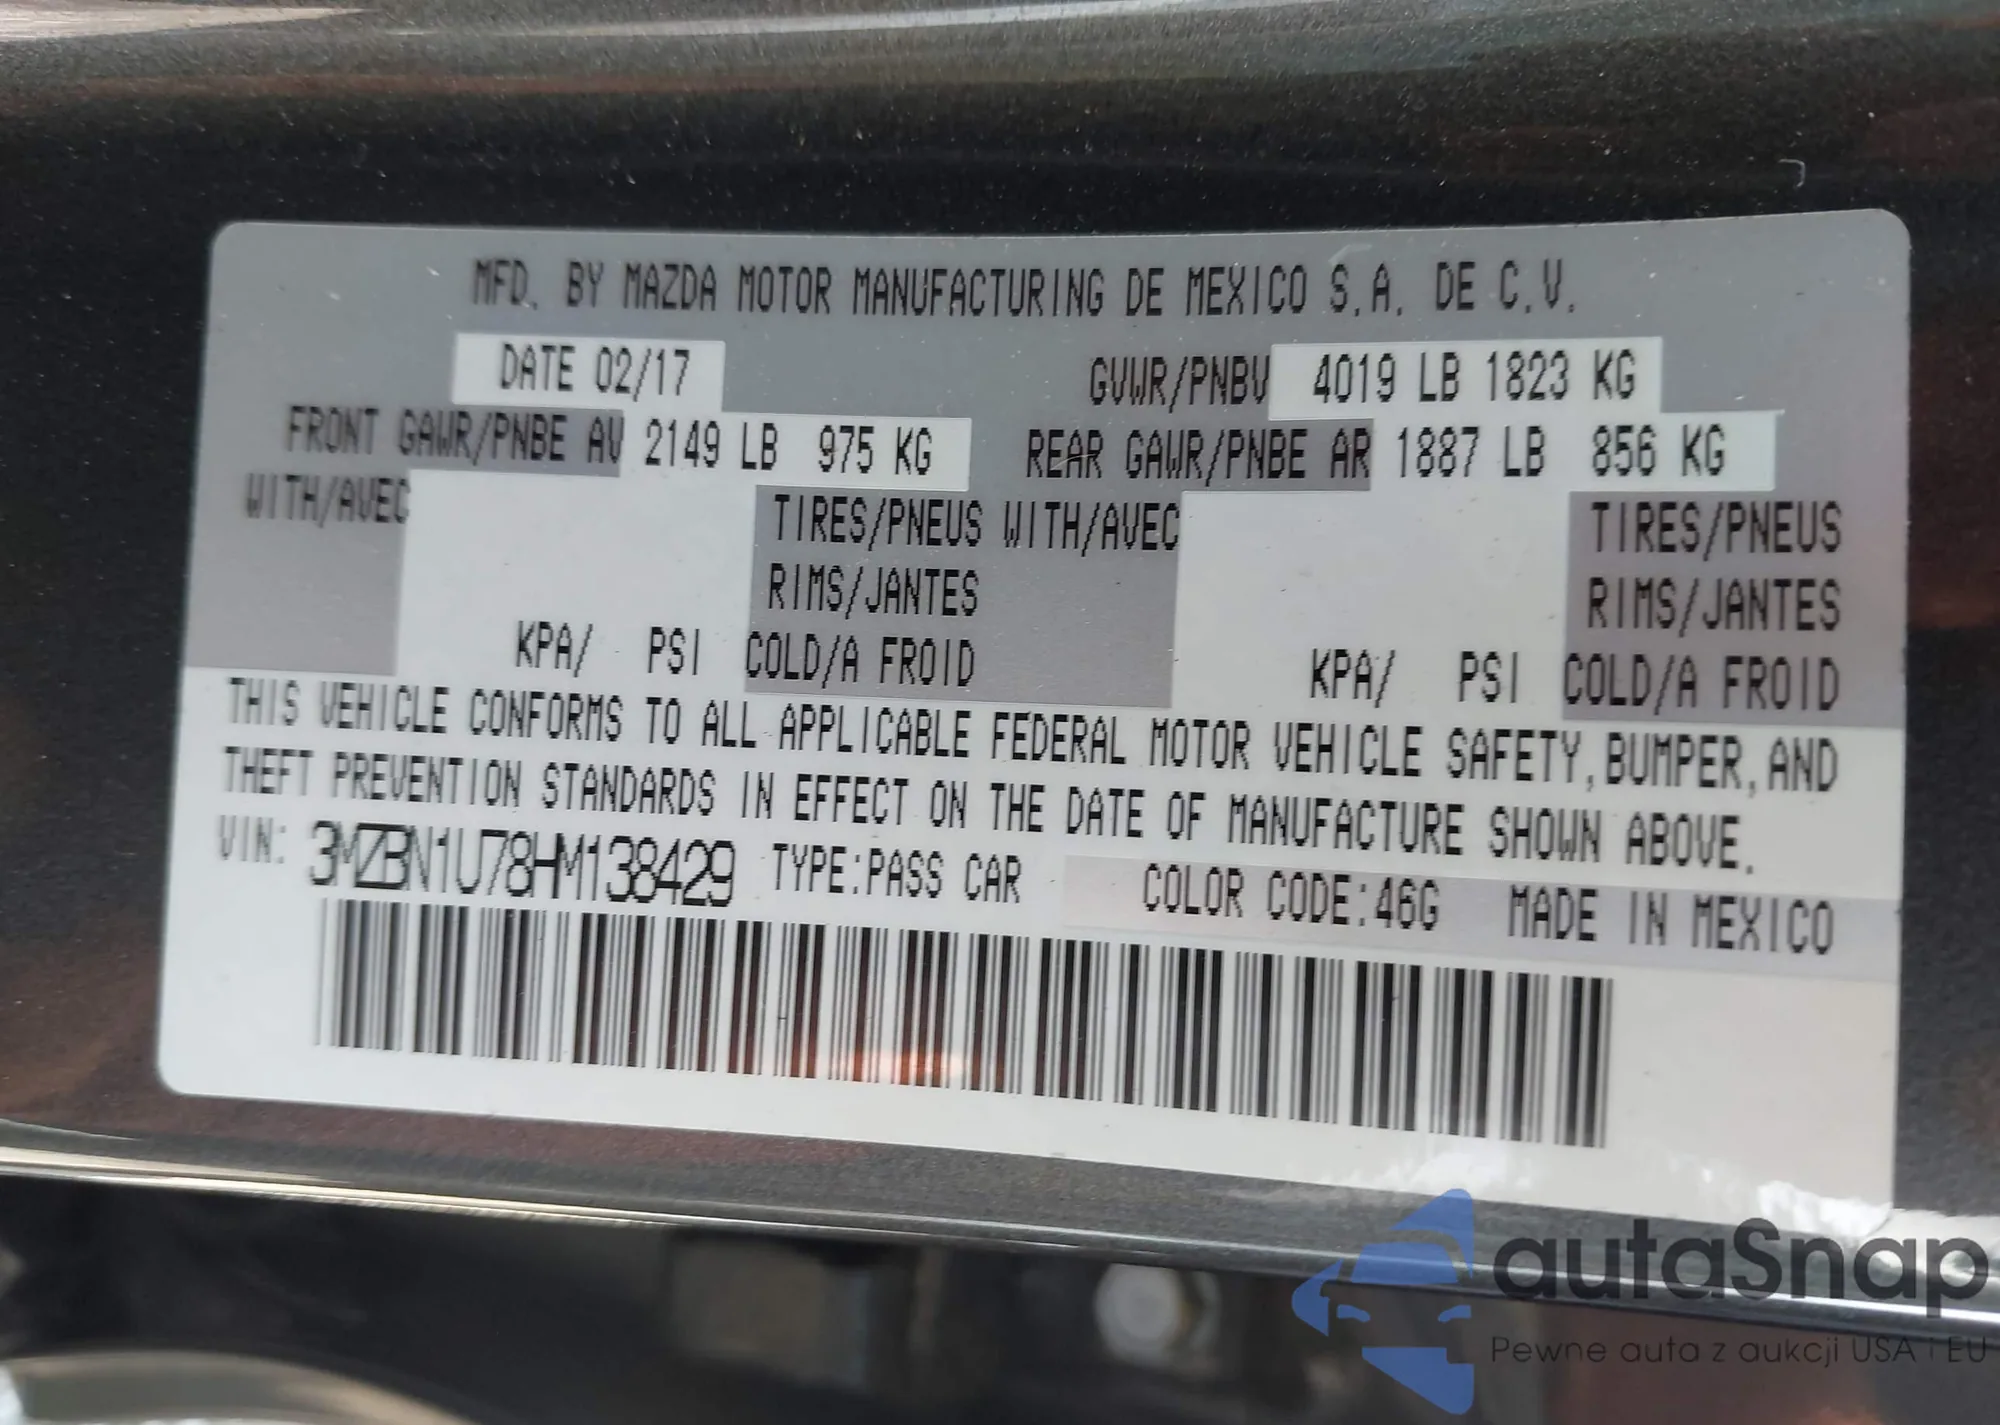 MFD. BY MAZDA MOTOR MANUFACTURING DE MEXICO S.A. DE C.V.
DATE 02/17 GVWR/PNBV 4019 LB 1823 KG
FRONT GAWR/PNBE AV 2149 LB 975 KG REAR GAWR/PNBE AR 1887 LB 856 KG
WITH/AVEC TIRES/PNEUS WITH/AVEC TIRES/PNEUS
RIMS/JANTES RIMS/JANTES
KPA/ PSI COLD/A FROID KPA/ PSI COLD/A FROID
THIS VEHICLE CONFORMS TO ALL APPLICABLE FEDERAL MOTOR VEHICLE SAFETY, BUMPER, AND
THEFT PREVENTION STANDARDS IN EFFECT ON THE DATE OF MANUFACTURE SHOWN ABOVE.
VIN: 3MZBN1U78HM138429 TYPE:PASS CAR COLOR CODE:46G MADE IN MEXICO
autaSnap
Pewne auta z aukcji USA i EU